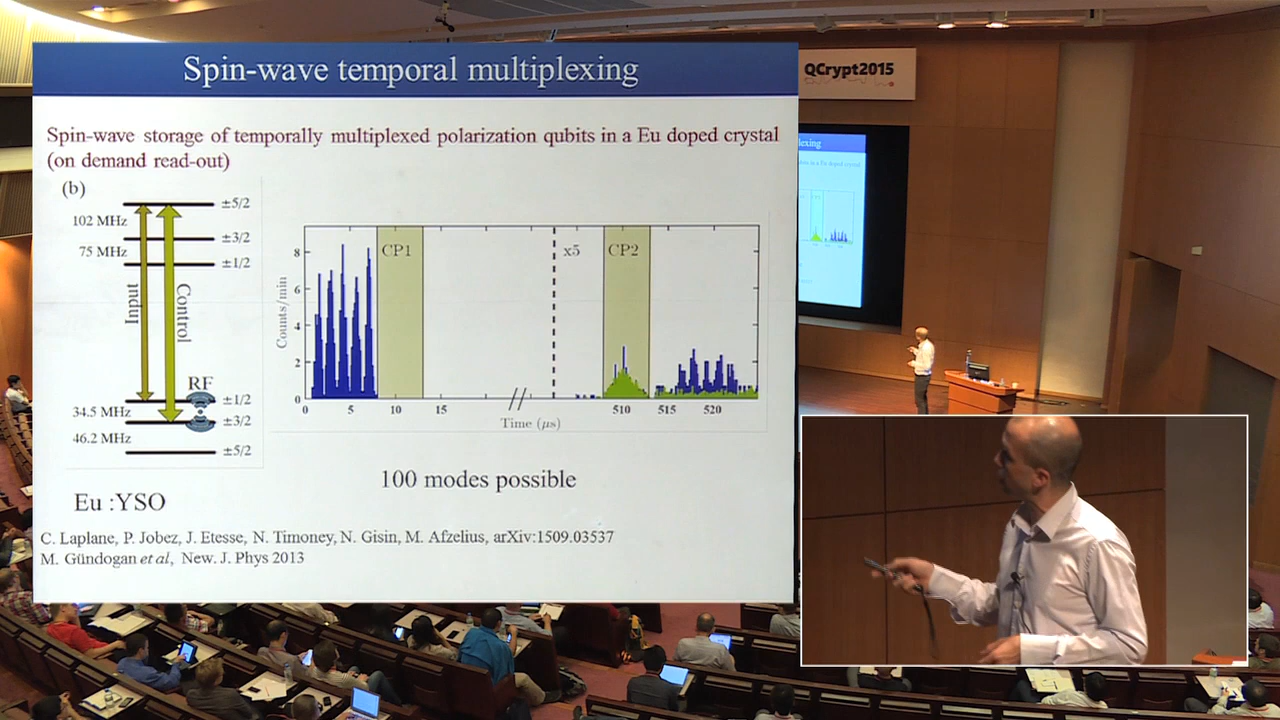 Spin-wave temporal multiplexing
QCrypt2015
Spin-wave storage of temporally multiplexed polarization qubits in a Eu doped crystal
(on demand read-out)
(b)
±5/2
102 MHz
±3/2
75 MHz
±1/2
Input
Control
RF
±1/2
34.5 MHz
±3/2
46.2 MHz
±5/2
Eu :YSO
Counts/min
8
6
4
2
0
CP1
x5
CP2
0 5 10 15 510 515 520
Time (μs)
100 modes possible
C. Laplane, P. Jobez, J. Etesse, N. Timoney, N. Gisin, M. Afzelius, arXiv:1509.03537
M. Gündogan et al, New. J. Phys 2013